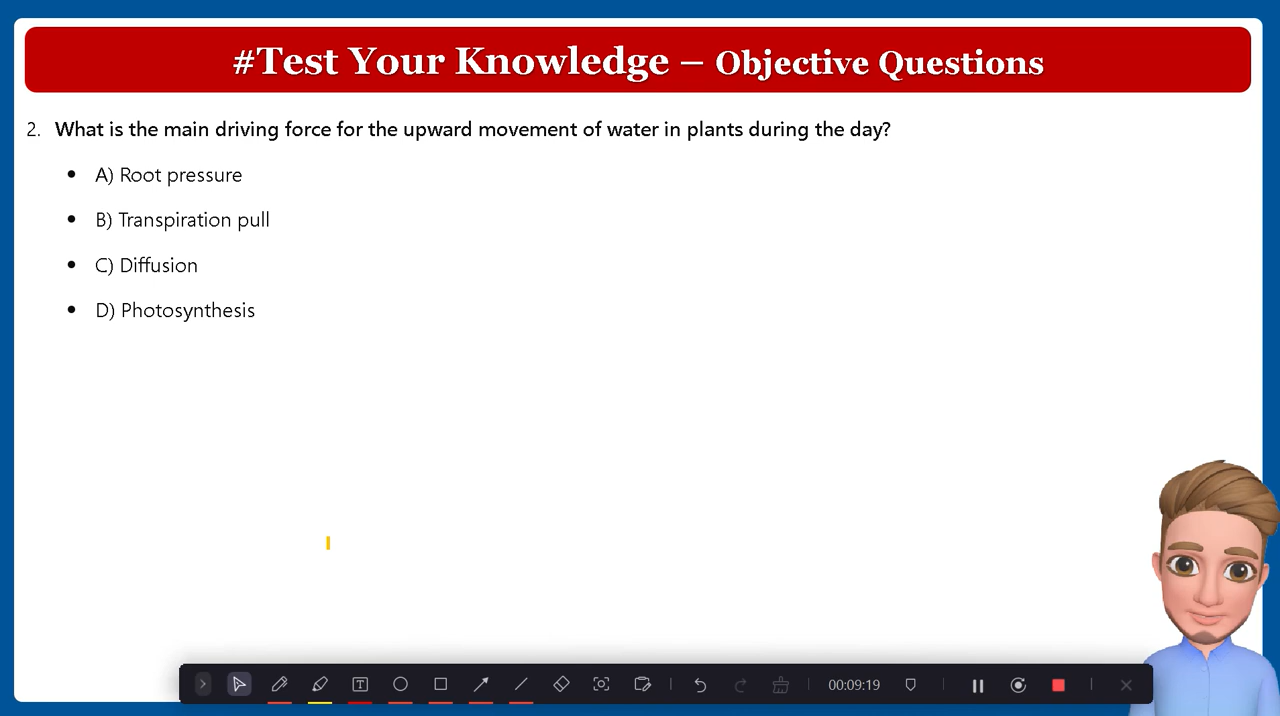 #Test Your Knowledge – Objective Questions
2. What is the main driving force for the upward movement of water in plants during the day?
• A) Root pressure
• B) Transpiration pull
• C) Diffusion
• D) Photosynthesis
00:09:19